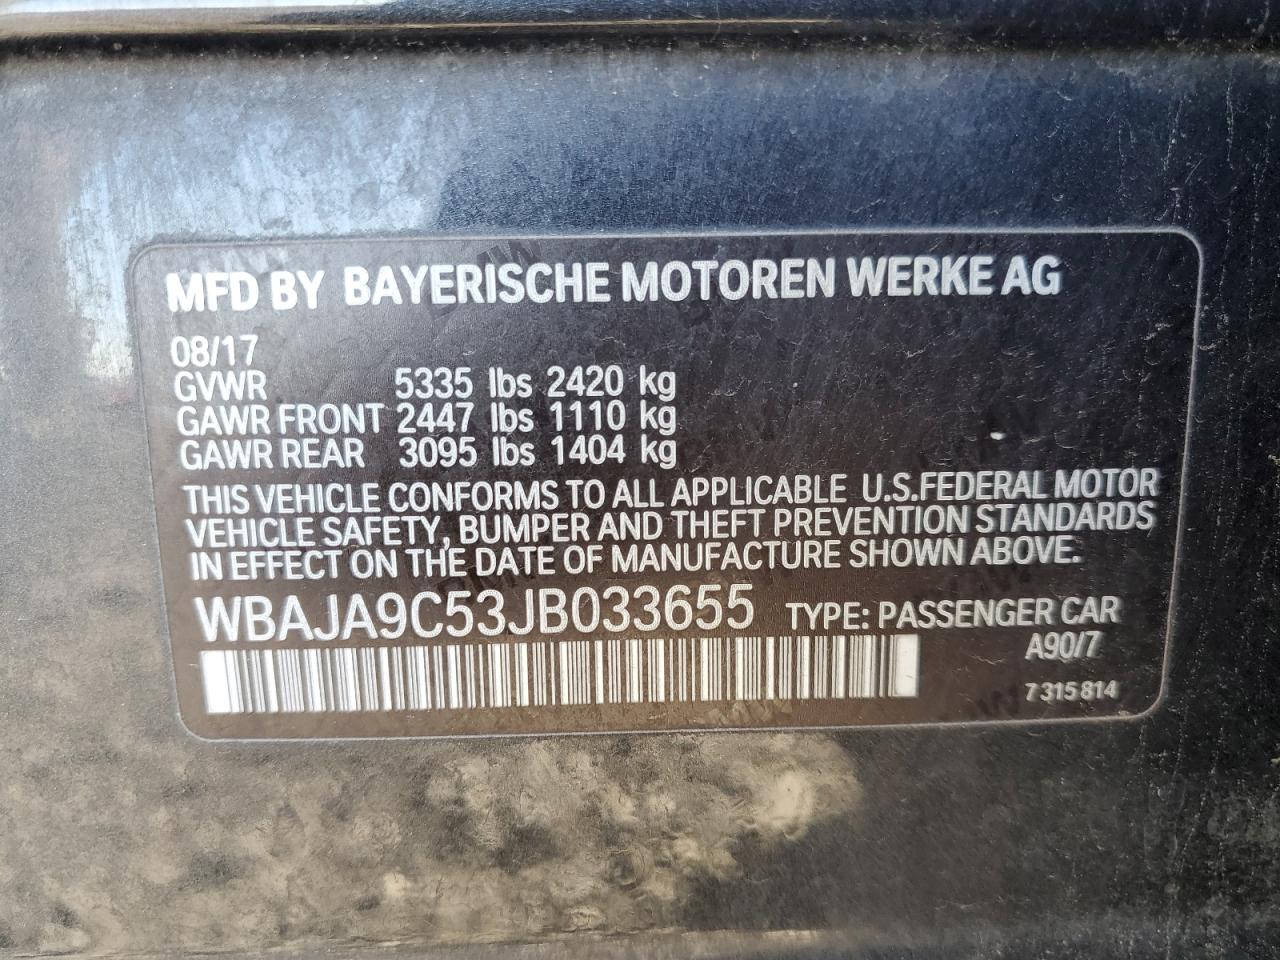 MFD BY BAYERISCHE MOTOREN WERKE AG
08/17
GVWR 5335 lbs 2420 kg
GAWR FRONT 2447 lbs 1110 kg
GAWR REAR 3095 lbs 1404 kg
THIS VEHICLE CONFORMS TO ALL APPLICABLE U.S.FEDERAL MOTOR
VEHICLE SAFETY, BUMPER AND THEFT PREVENTION STANDARDS
IN EFFECT ON THE DATE OF MANUFACTURE SHOWN ABOVE.
WBAJA9C53JB033655 TYPE: PASSENGER CAR
A90/7
7 315 814